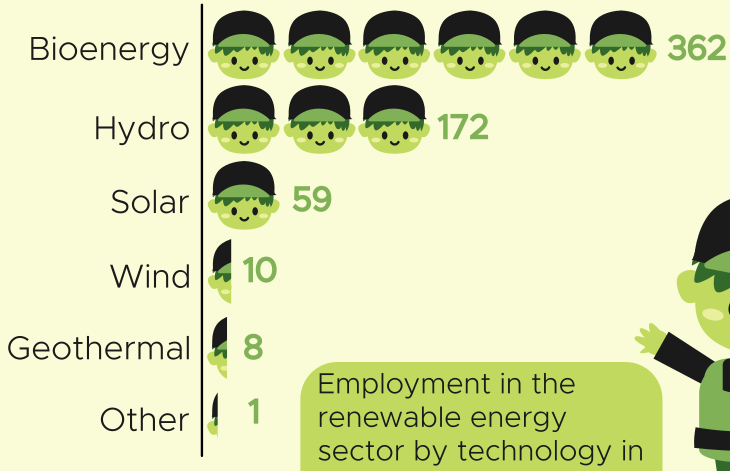 Bioenergy 362
Hydro 172
Solar 59
Wind 10
Geothermal 8
Other 1
Employment in the
renewable energy
sector by technology in